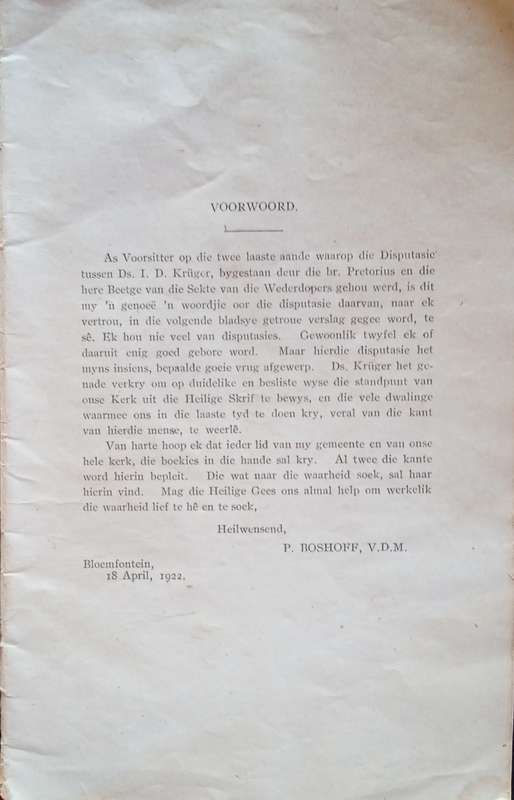 VOORWOORD.
As Voorsitter op die twee laaste aande waarop die Disputasie
tussen Ds. I. D. Krüger, bygestaan deur die br. Pretorius en die
here Beetge van die Sekte van die Wederdopers gehou werd, is dit
my 'n genoeë 'n woordjie oor die disputasie daarvan, naar ek
vertrou, in die volgende bladsye getroue verslag gegee word, te
sê. Ek hou nie veel van disputasies. Gewoonlik twyfel ek of
daaruit enig goed gebore word. Maar hierdie disputasie het
myns insiens, bepaalde goeie vrug afgewerp. Ds. Krüger het ge-
nade verkry om op duidelike en besliste wyse die standpunt van
onse Kerk uit die Heilige Skrif te bewys, en die vele dwalinge
waarmee ons in die laaste tyd te doen kry, veral van die kant
van hierdie mense, te weerlê.
Van harte hoop ek dat ieder lid van my gemeente en van onse
hele kerk, die boekies in die hande sal kry. Al twee die kante
word hierin bepleit. Die wat naar die waarheid soek, sal haar
hierin vind. Mag die Heilige Gees ons almal help om werkelik
die waarheid lief te hê en te soek,
Heilwensend,
P. BOSHOFF, V.D.M.
Bloemfontein,
18 April, 1922.